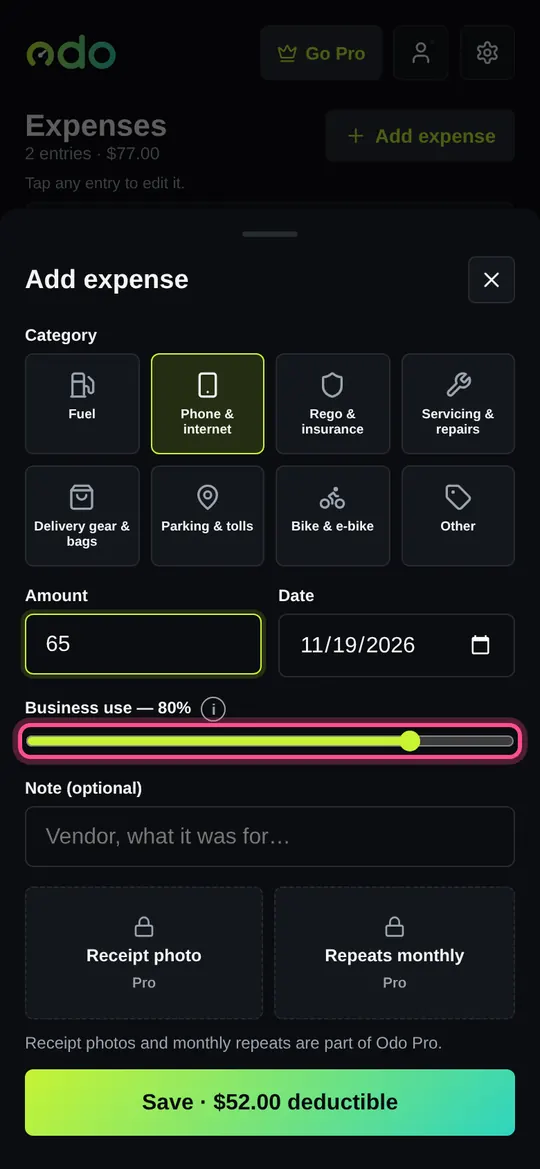 odo
Go Pro
Expenses
2 entries · $77.00
Add expense
Tap any entry to edit it.
Add expense
Category
Fuel
Phone & internet
Rego & insurance
Servicing & repairs
Delivery gear & bags
Parking & tolls
Bike & e-bike
Other
Amount
Date
65
11/19/2026
Business use — 80%
i
Note (optional)
Vendor, what it was for…
Receipt photo
Pro
Repeats monthly
Pro
Receipt photos and monthly repeats are part of Odo Pro.
Save · $52.00 deductible